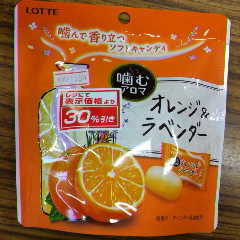 LOTTE
噛んで香り立つ
ソフトキャンディ
噛む
アロマ
オレンジ&
ラベンダー
レジにて
表示価格より
30%引き